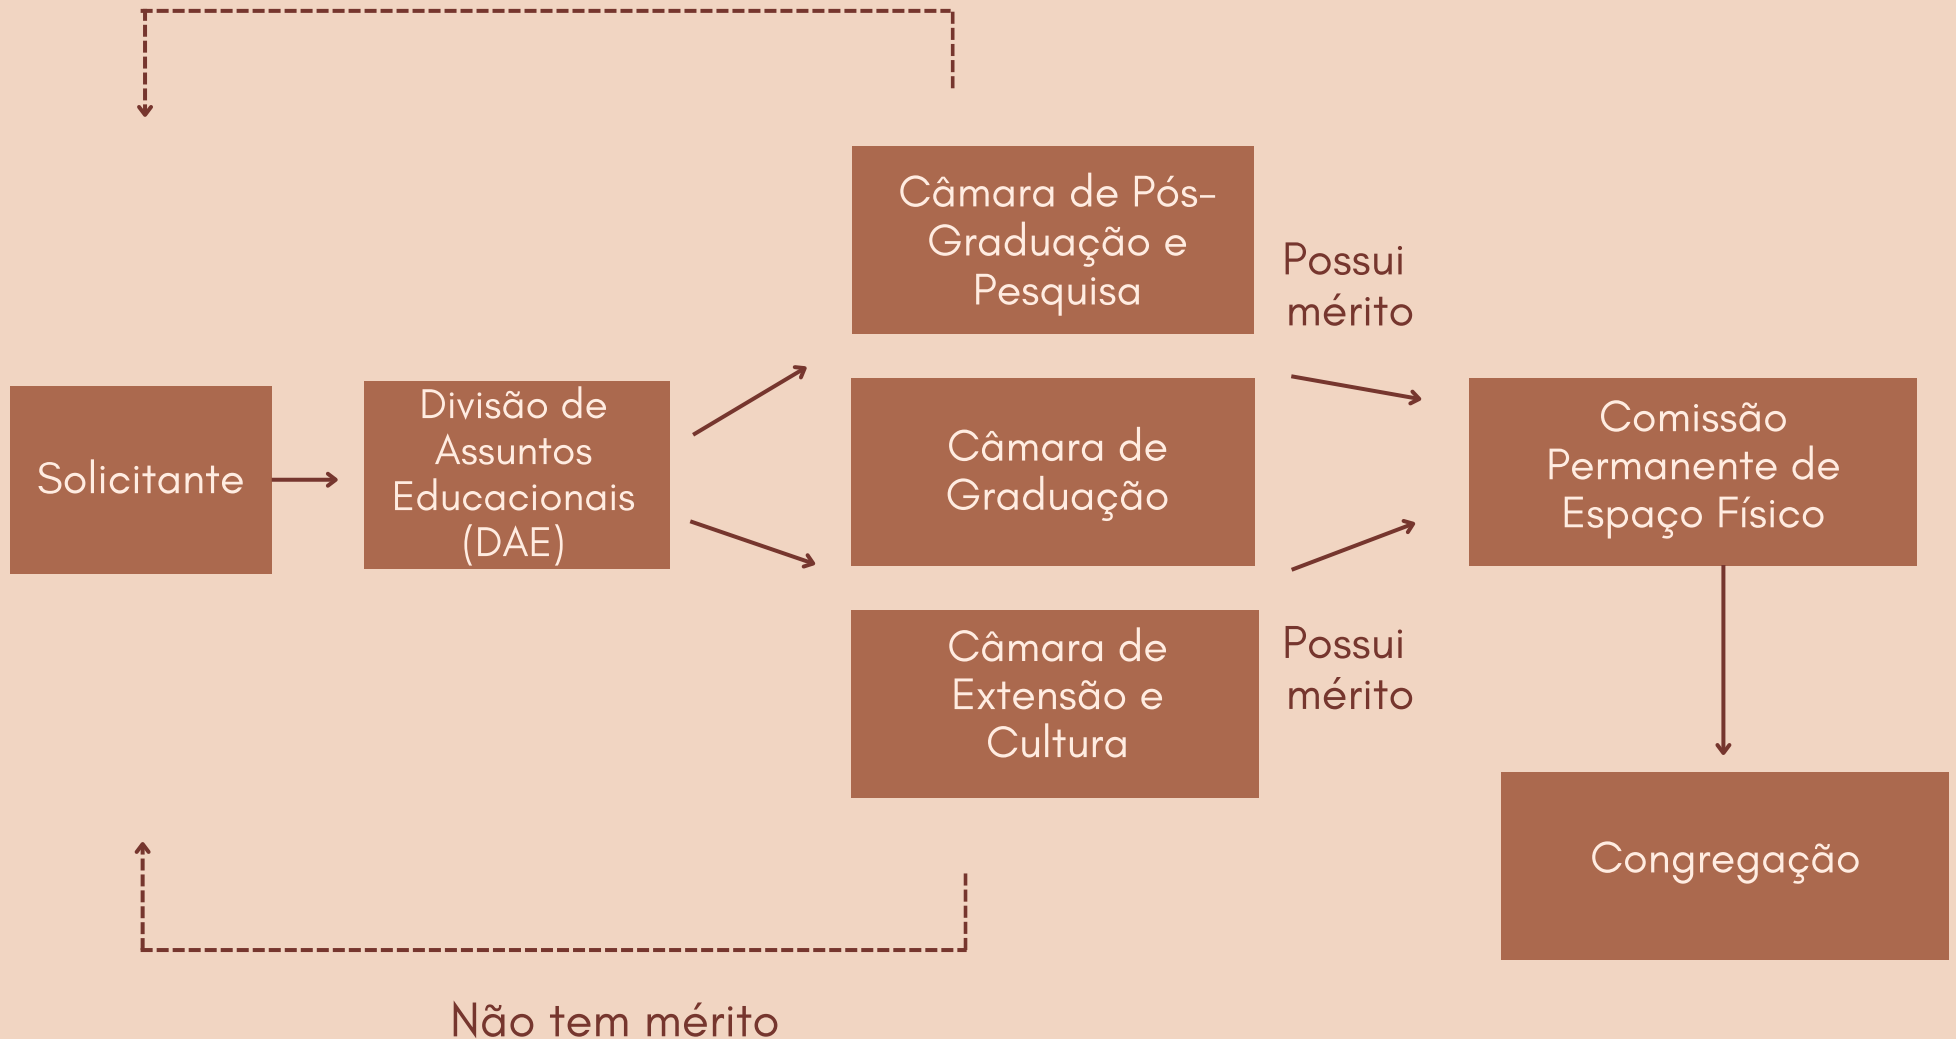 Solicitante
Divisão de
Assuntos
Educacionais
(DAE)
Câmara de Pós-
Graduação e
Pesquisa
Câmara de
Graduação
Câmara de
Extensão e
Cultura
Possui
mérito
Possui
mérito
Comissão
Permanente de
Espaço Físico
Congregação
Não tem mérito